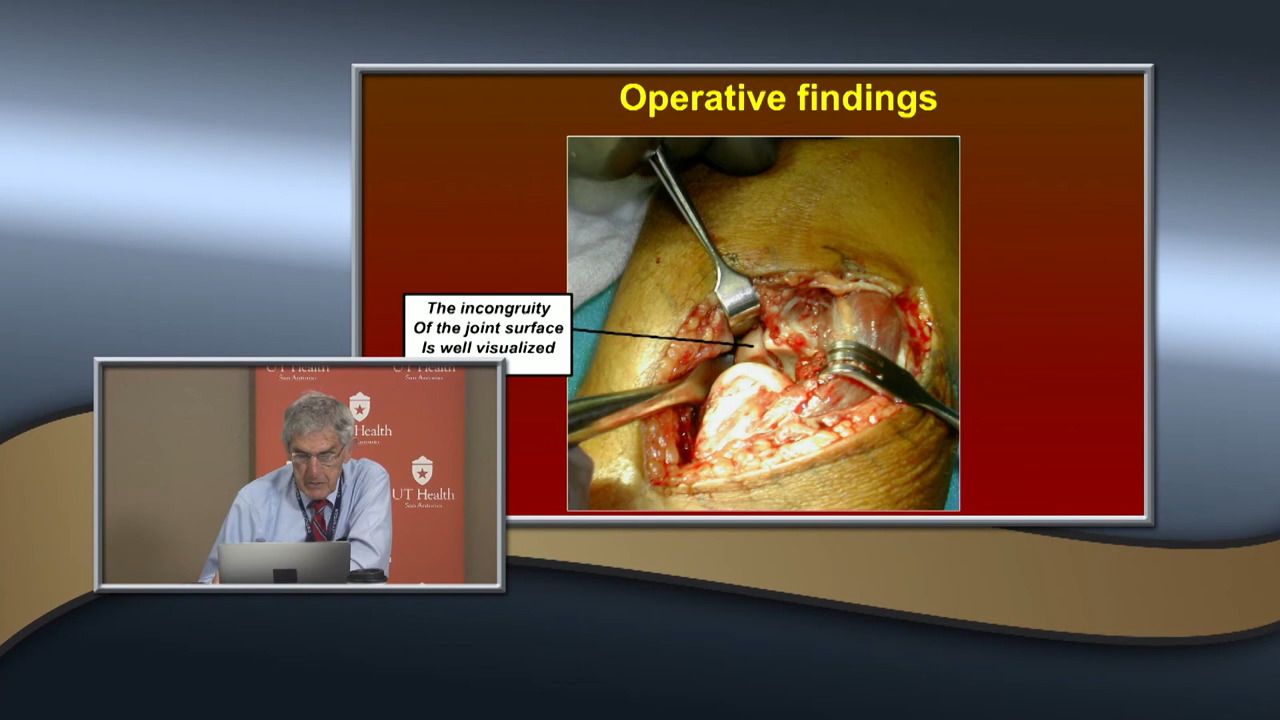 Operative findings
The incongruity
Of the joint surface
Is well visualized
UT Health
San Antonio
UT Health
San Antonio
Health
UT Health
San Antonio